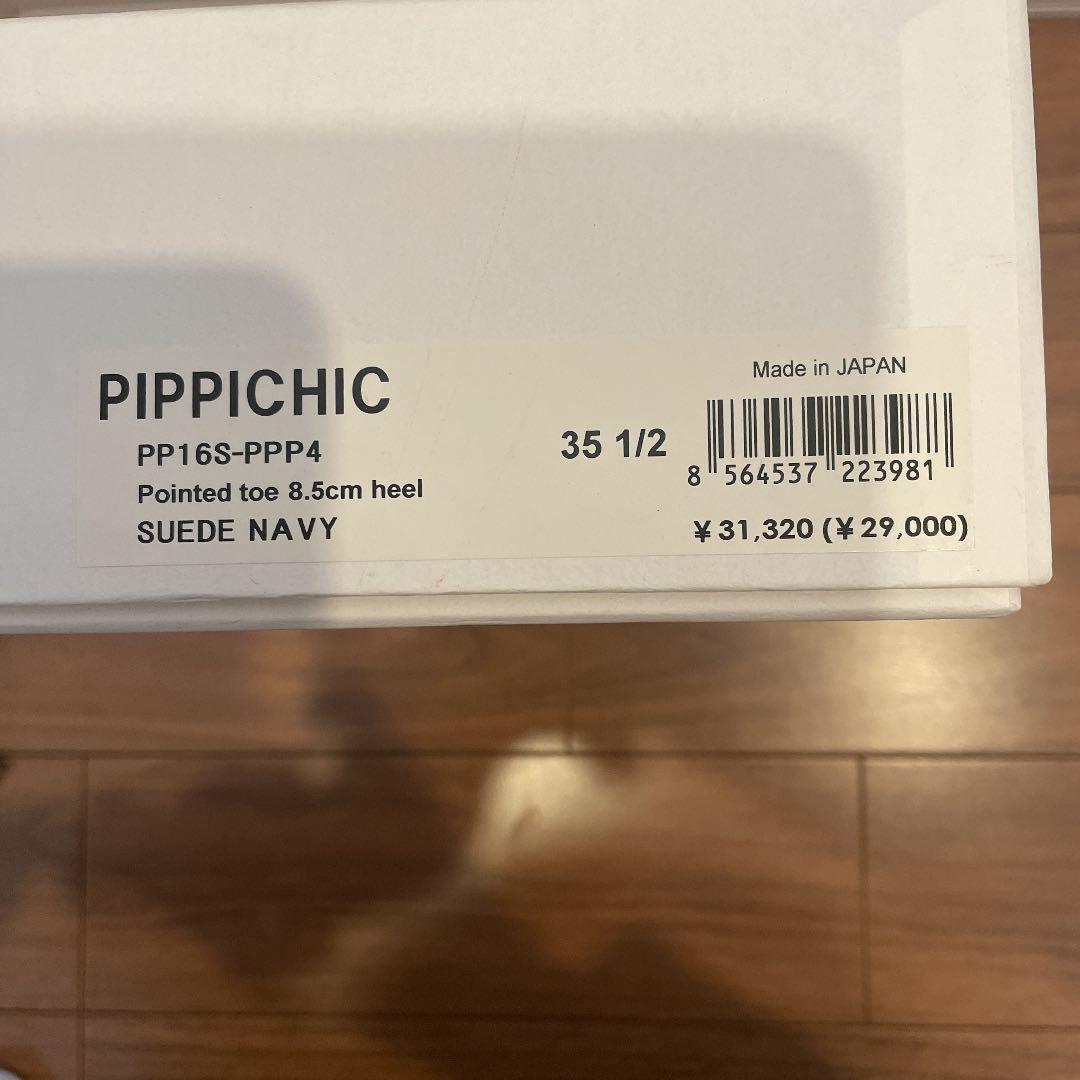 PIPPICHIC
PP16S-PPP4
Pointed toe 8.5cm heel
SUEDE NAVY
35 1/2
Made in JAPAN
8 564537 223981
¥31,320 (¥29,000)